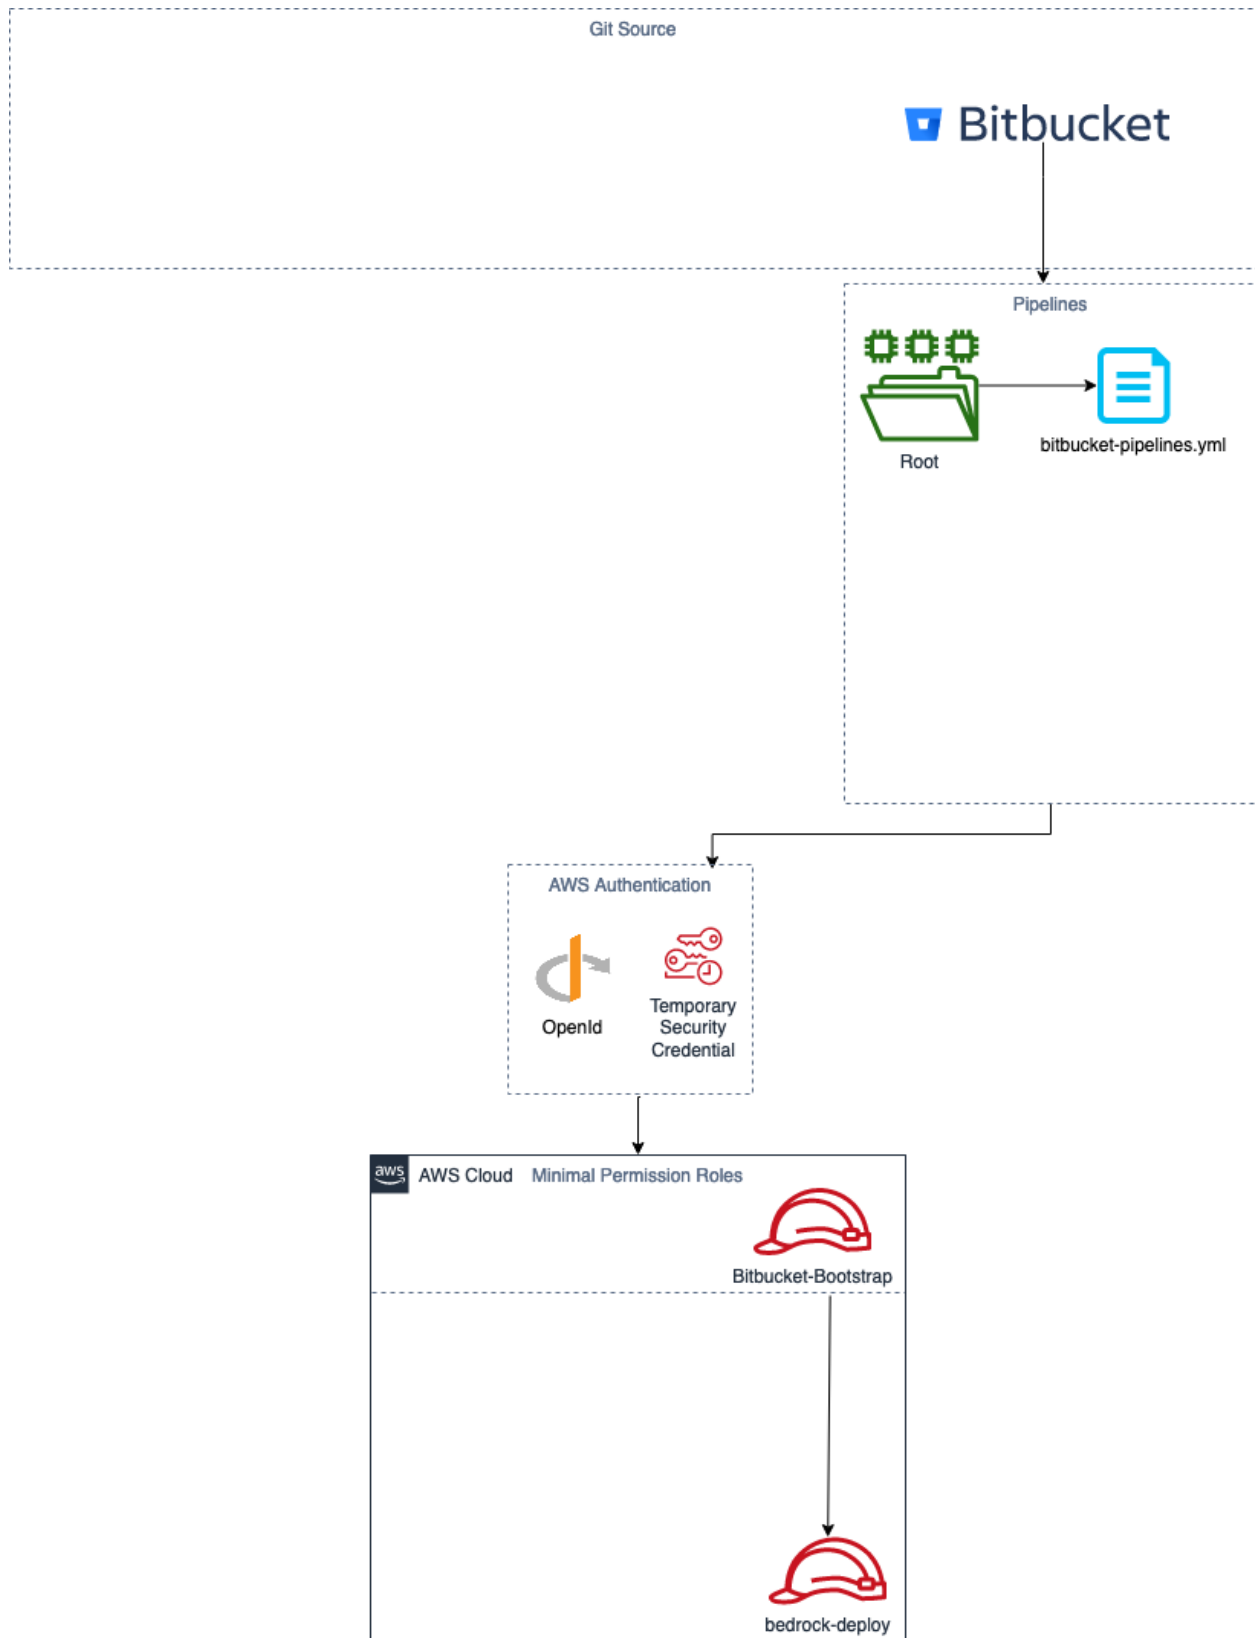 Git Source
Bitbucket
Pipelines
Root
bitbucket-pipelines.yml
AWS Authentication
OpenId
Temporary
Security
Credential
aws
AWS Cloud
Minimal Permission Roles
Bitbucket-Bootstrap
bedrock-deploy